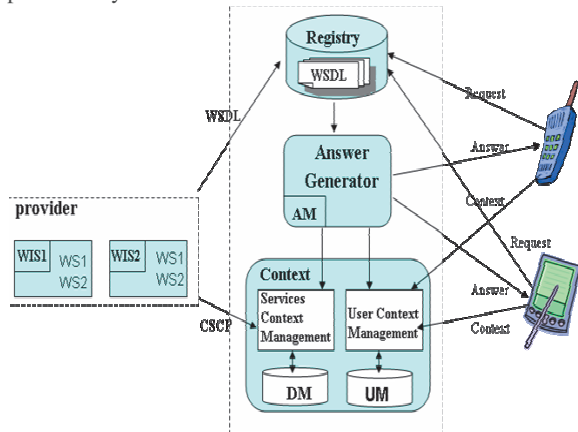 Registry
WSDL
WSDL
Request
Answer
Generator
AM
Answer
Context
provider
WIS1 WS1
WS2
WIS2 WS1
WS2
Request
Context
Services
Context
Management
User Context
Management
Answer
Context
CSCP
DM
UM